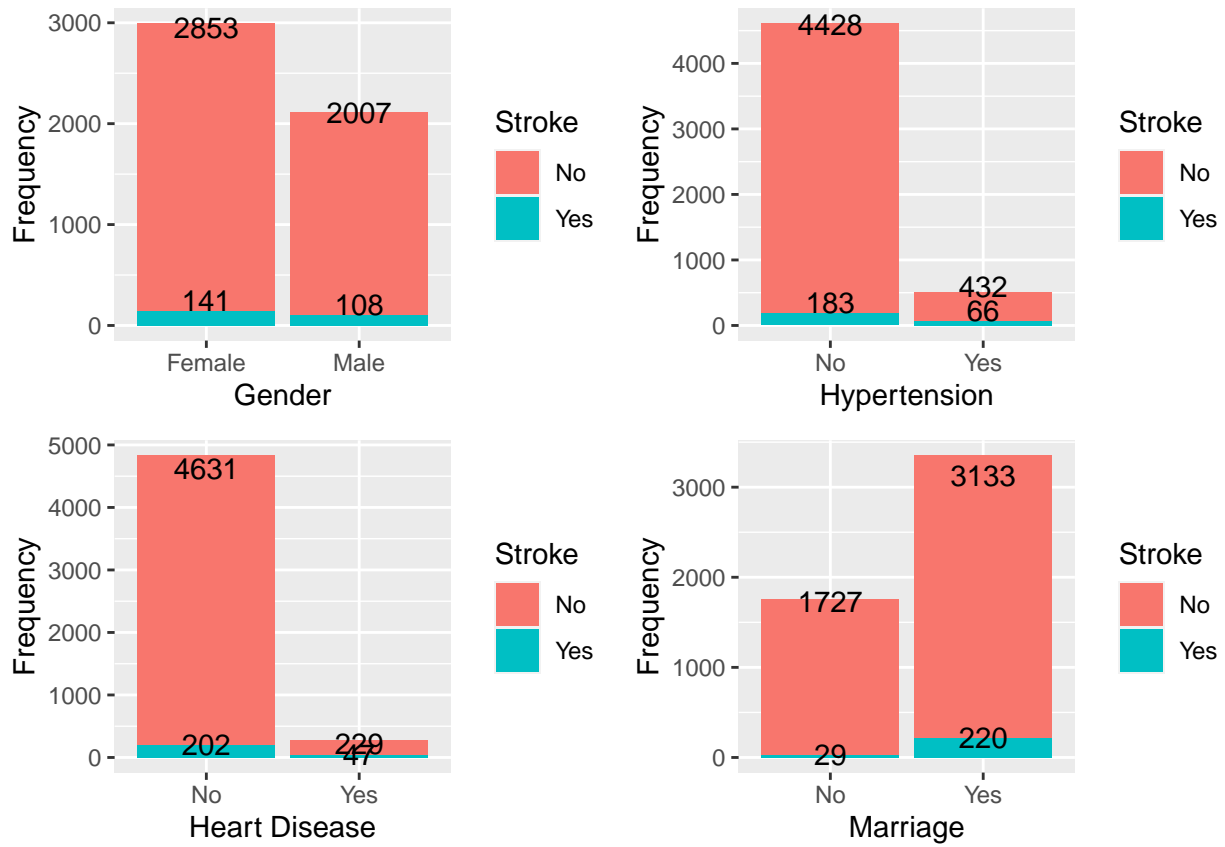 3000
2000
1000
0
Frequency
2853
2007
141
108
Female Male
Gender
Stroke
No
Yes
4000
3000
2000
1000
0
Frequency
4428
432
183
66
No Yes
Hypertension
Stroke
No
Yes
5000
4000
3000
2000
1000
0
Frequency
4631
229
202
47
No Yes
Heart Disease
Stroke
No
Yes
3000
2000
1000
0
Frequency
3133
1727
220
29
No Yes
Marriage
Stroke
No
Yes